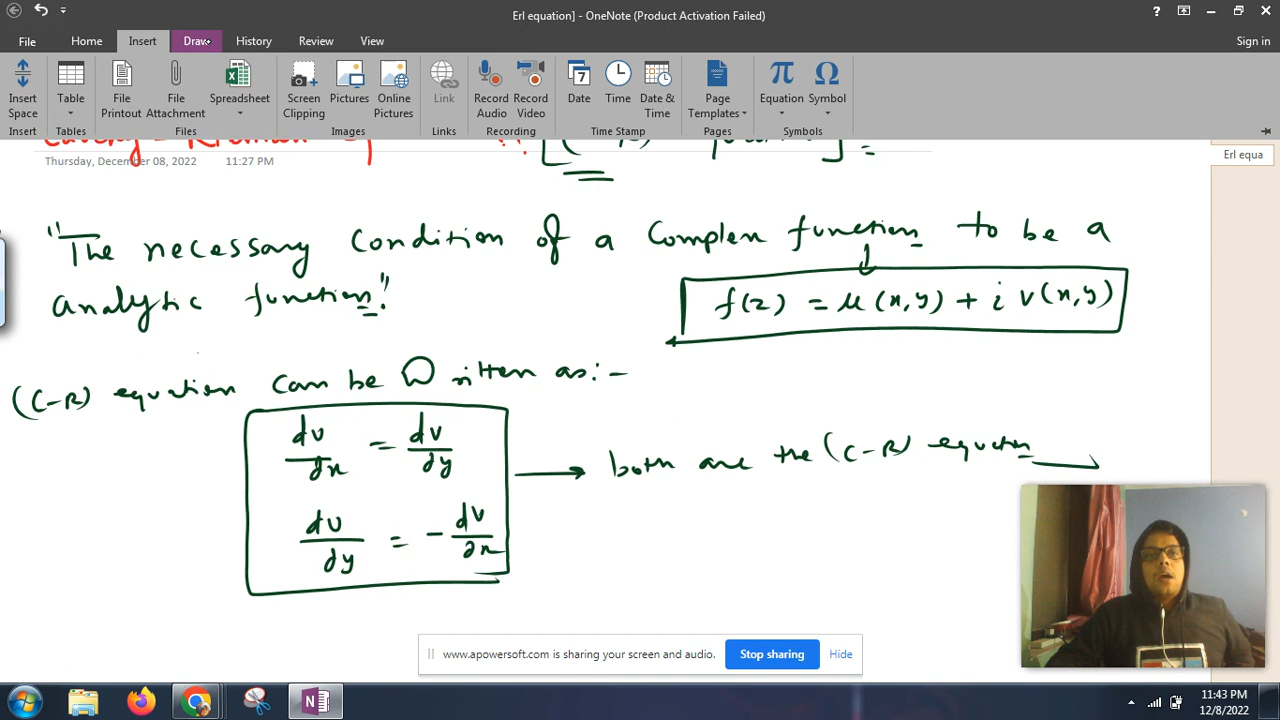 Erl equation] - OneNote (Product Activation Failed)
File Home Insert Draw History Review View Sign in
Insert Space Table File Printout File Attachment Spreadsheet Screen Clipping Pictures Online Pictures Link Record Audio Record Video Date Time Date & Time Page Templates Equation Symbol
Insert Tables Files Images Links Recording Time Stamp Pages Symbols
Erl equa
Thursday, December 08, 2022 11:27 PM
"The necessary condition of a complex function to be a
analytic function."
f(z) = u(x,y) + i v(x,y)
(C-R) equation can be written as:-
du/∂x = dv/∂y
→ both are the (C-R) equation
du/∂y = - dv/∂x
www.apowersoft.com is sharing your screen and audio. Stop sharing Hide
11:43 PM
12/8/2022